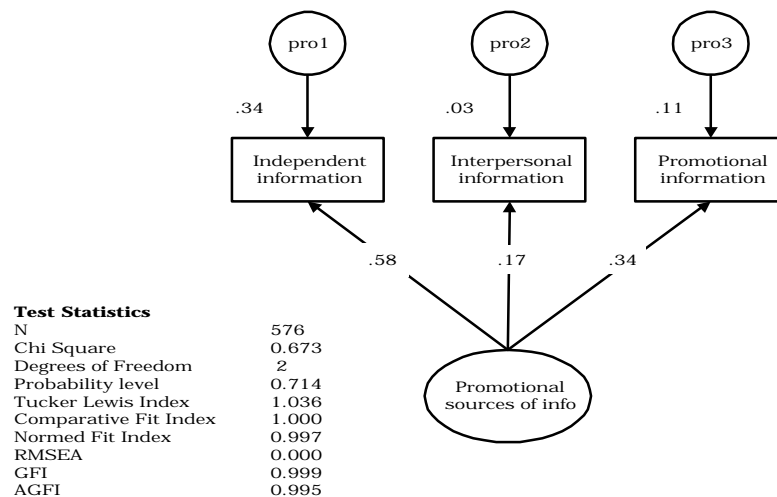 pro1 pro2 pro3
.34 .03 .11
Independent information
Interpersonal information
Promotional information
.58 .17 .34
Promotional
sources of info
Test Statistics
N 576
Chi Square 0.673
Degrees of Freedom 2
Probability level 0.714
Tucker Lewis Index 1.036
Comparative Fit Index 1.000
Normed Fit Index 0.997
RMSEA 0.000
GFI 0.999
AGFI 0.995